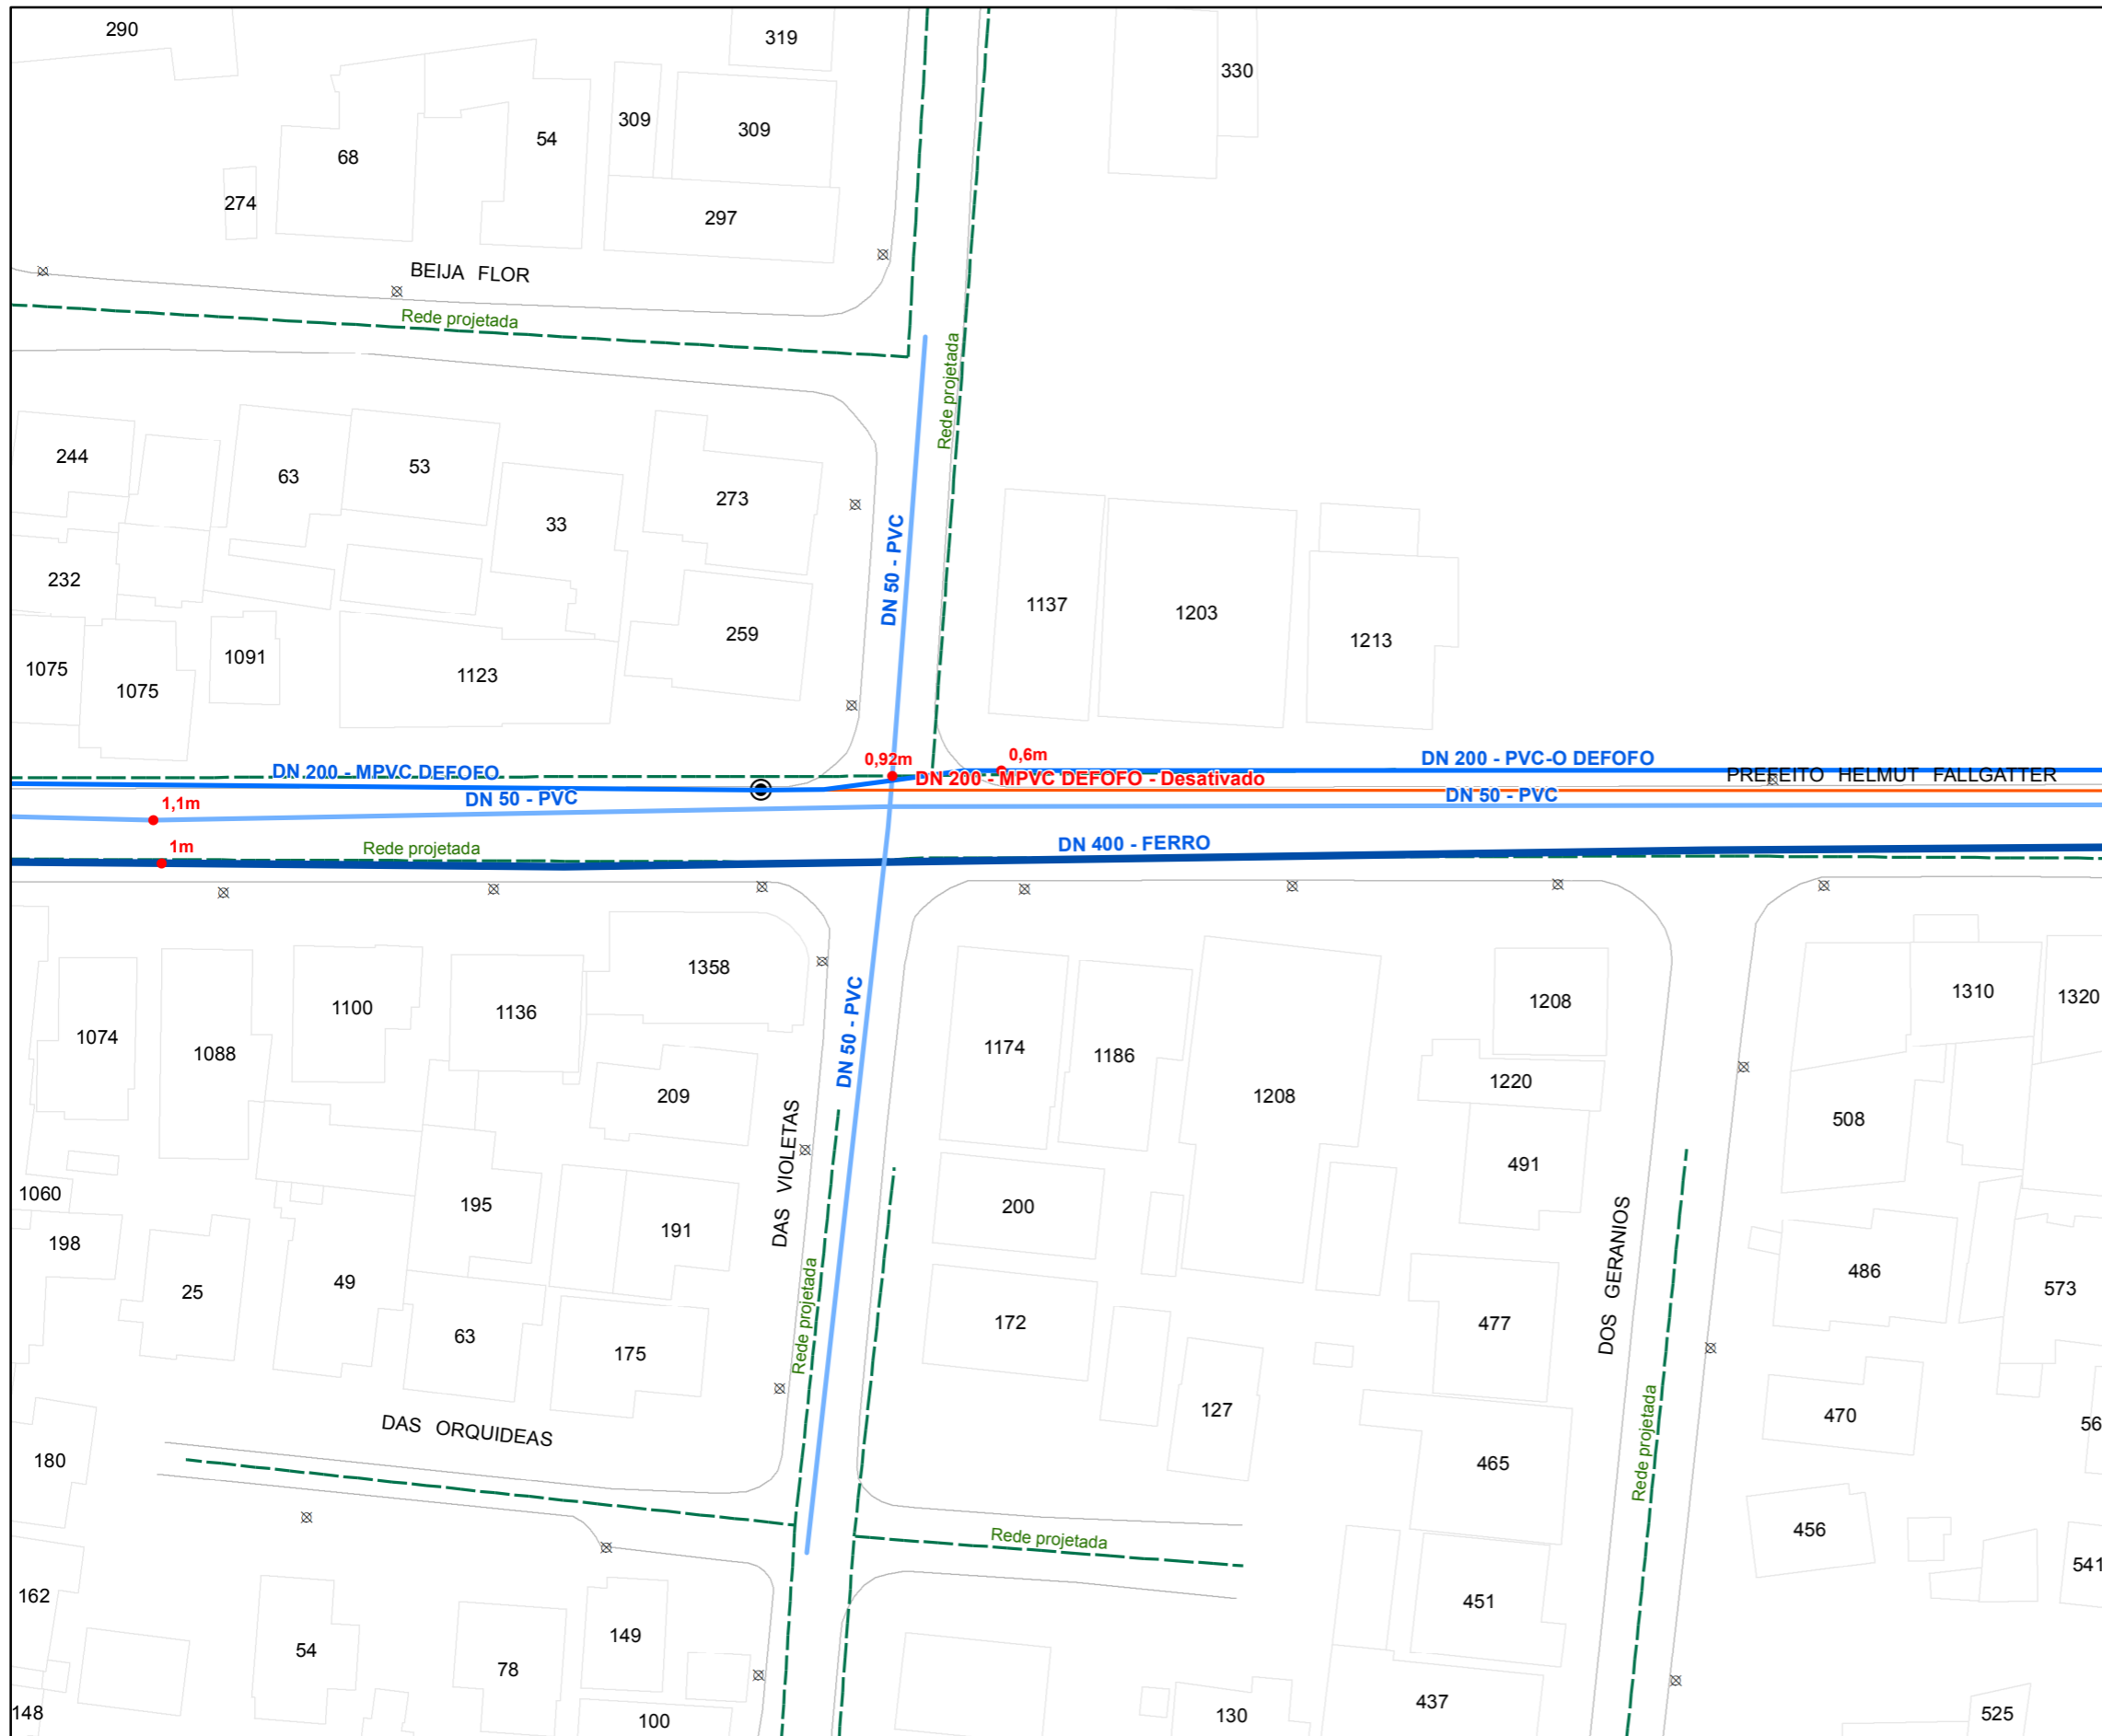 290
319
330
309
309
54
68
274
297
BEIJA FLOR
Rede projetada
Rede projetada
244
63
53
33
273
DN 50 - PVC
232
1137
1203
1213
259
1075
1075
1091
1123
0,92m
0,6m
DN 200 - PVC-O DEFOFO
DN 200 - MPVC DEFOFO
DN 200 - MPVC DEFOFO - Desativado
PREFEITO HELMUT FALLGATTER
1,1m
DN 50 - PVC
DN 50 - PVC
1m
Rede projetada
DN 400 - FERRO
1358
1310
1320
1208
1100
1136
1074
1088
DN 50 - PVC
1174
1186
1208
1220
209
508
DAS VIOLETAS
491
1060
195
200
191
198
DOS GERANIOS
486
573
25
49
Rede projetada
172
477
63
175
127
470
56
DAS ORQUIDEAS
Rede projetada
180
465
Rede projetada
456
541
162
451
149
54
78
148
100
130
437
525